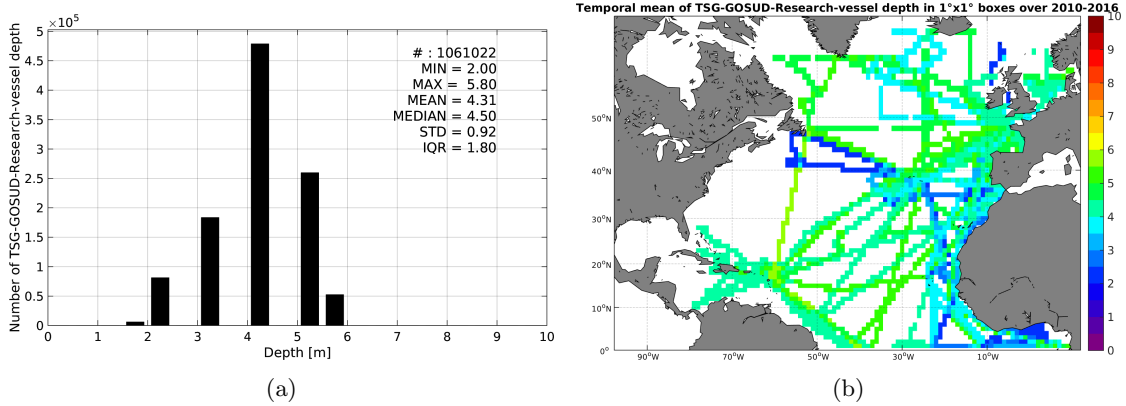 Temporal mean of TSG-GOSUD-Research-vessel depth in 1°x1° boxes over 2010-2016
×10⁵
Number of TSG-GOSUD-Research-vessel depth
5
4.5
4
3.5
3
2.5
2
1.5
1
0.5
0
# : 1061022
MIN = 2.00
MAX = 5.80
MEAN = 4.31
MEDIAN = 4.50
STD = 0.92
IQR = 1.80
0 1 2 3 4 5 6 7 8 9 10
Depth [m]
50°N
40°N
30°N
20°N
10°N
0°
90°W 70°W 50°W 30°W 10°W
10
9
8
7
6
5
4
3
2
1
0
(a)
(b)